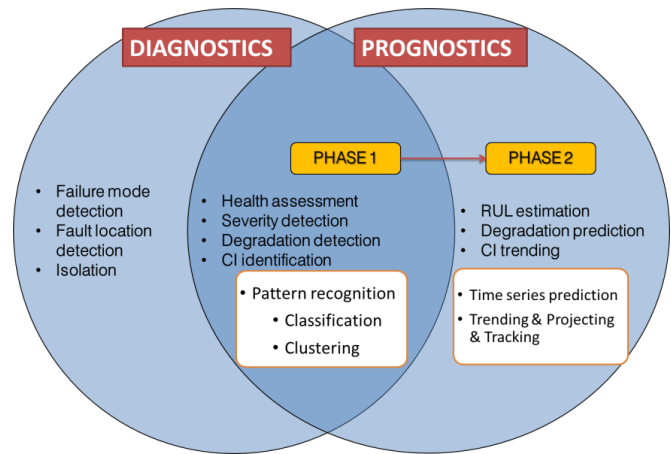 DIAGNOSTICS
PROGNOSTICS
PHASE 1
PHASE 2
• Failure mode
detection
• Fault location
detection
• Isolation
• Health assessment
• Severity detection
• Degradation detection
• CI identification
• Pattern recognition
• Classification
• Clustering
• RUL estimation
• Degradation prediction
• CI trending
• Time series prediction
• Trending & Projecting
& Tracking